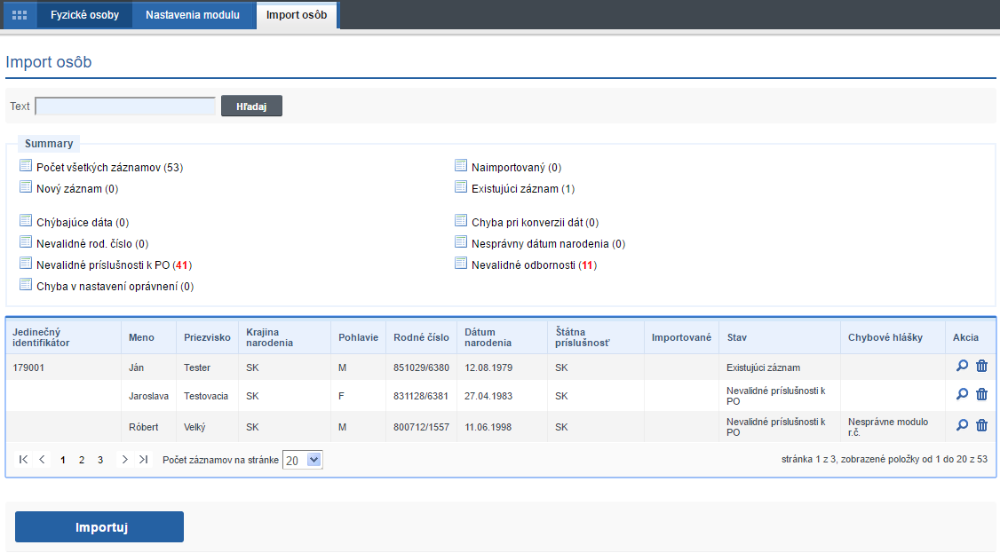 Fyzické osoby Nastavenia modulu Import osôb
Import osôb
Text Hľadaj
Summary
Počet všetkých záznamov (53) Naimportovaný (0)
Nový záznam (0) Existujúci záznam (1)
Chýbajúce dáta (0) Chyba pri konverzii dát (0)
Nevalidné rod. číslo (0) Nesprávny dátum narodenia (0)
Nevalidné príslušnosti k PO (41) Nevalidné odbornosti (11)
Chyba v nastavení oprávnení (0)
Jedinečný identifikátor Meno Priezvisko Krajina narodenia Pohlavie Rodné číslo Dátum narodenia Štátna príslušnosť Importované Stav Chybové hlášky Akcia
179001 Ján Tester SK M 851029/6380 12.08.1979 SK Existujúci záznam
Jaroslava Testovacia SK F 831128/6381 27.04.1983 SK Nevalidné príslušnosti k PO
Róbert Velký SK M 800712/1557 11.06.1998 SK Nevalidné príslušnosti k PO Nesprávne modulo r.č.
1 2 3 Počet záznamov na stránke 20 stránka 1 z 3, zobrazené položky od 1 do 20 z 53
Importuj